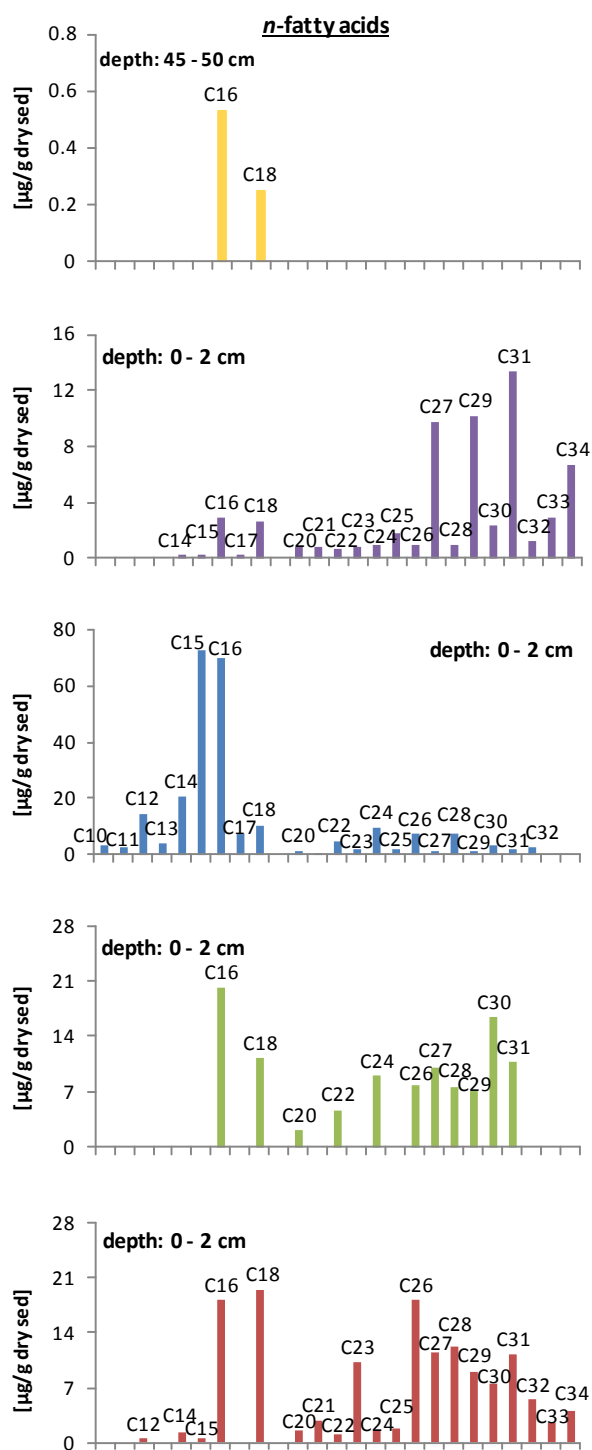 n-fatty acids
0.8
depth: 45 - 50 cm
0.6
C16
0.4
C18
0.2
0
[µg/g dry sed]
16
depth: 0 - 2 cm
C31
12
C27
C29
8
C34
4
C14
C15
C16
C17
C18
C20
C21
C22
C23
C24
C25
C26
C28
C30
C32
C33
0
[µg/g dry sed]
80
C15
C16
depth: 0 - 2 cm
60
40
20
C10
C11
C12
C13
C14
C17
C18
C20
C22
C23
C24
C25
C26
C27
C28
C29
C30
C31
C32
0
[µg/g dry sed]
28
depth: 0 - 2 cm
21
C16
C30
14
C18
C24
C27
C31
7
C20
C22
C26
C28
C29
0
[µg/g dry sed]
28
depth: 0 - 2 cm
21
C16
C18
C26
14
C23
C27
C28
C29
C30
C31
7
C12
C14
C15
C20
C21
C22
C24
C25
C32
C33
C34
0
[µg/g dry sed]